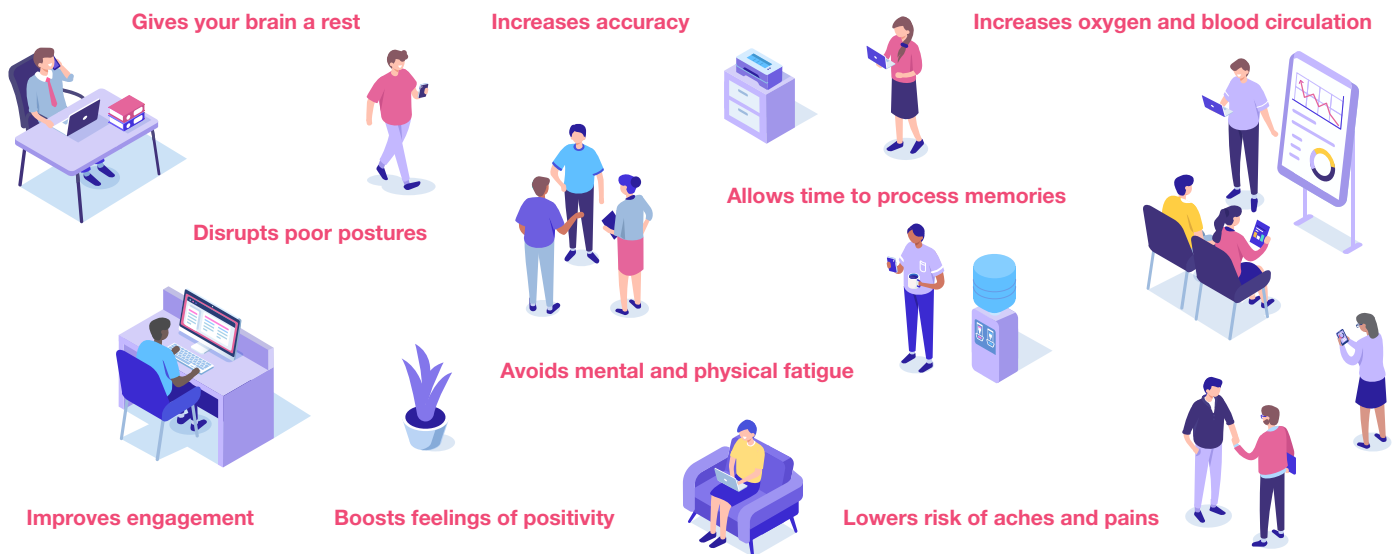 Gives your brain a rest
Increases accuracy
Increases oxygen and blood circulation
Allows time to process memories
Disrupts poor postures
Avoids mental and physical fatigue
Improves engagement
Boosts feelings of positivity
Lowers risk of aches and pains